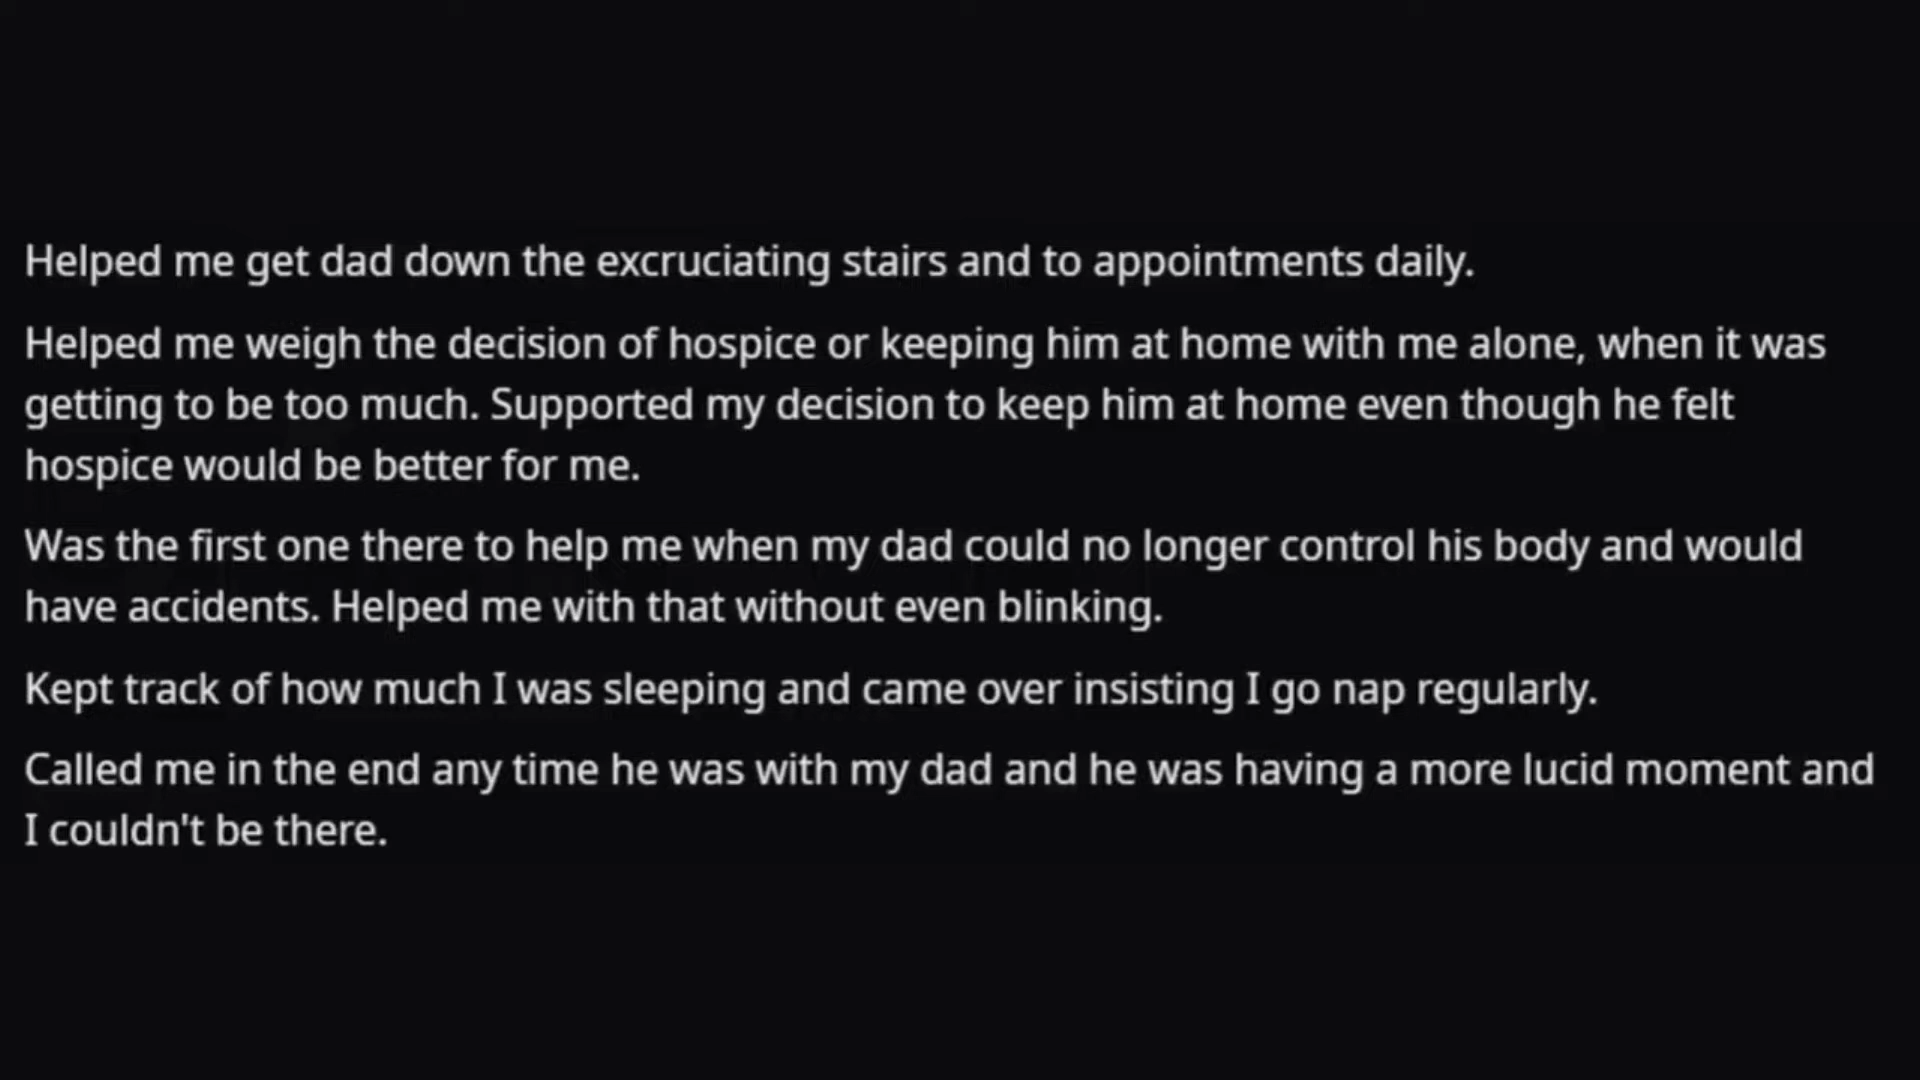 Helped me get dad down the excruciating stairs and to appointments daily.
Helped me weigh the decision of hospice or keeping him at home with me alone, when it was
getting to be too much. Supported my decision to keep him at home even though he felt
hospice would be better for me.
Was the first one there to help me when my dad could no longer control his body and would
have accidents. Helped me with that without even blinking.
Kept track of how much I was sleeping and came over insisting I go nap regularly.
Called me in the end any time he was with my dad and he was having a more lucid moment and
I couldn't be there.